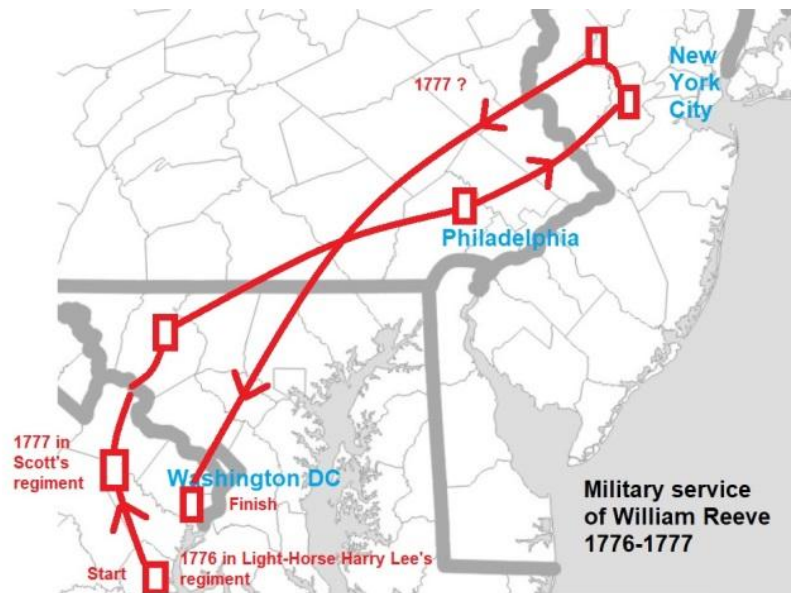 New
York
City
1777 ?
Philadelphia
1777 in
Scott's
regiment
Washington DC
Finish
Military service
of William Reeve
1776-1777
Start
1776 in Light-Horse Harry Lee's
regiment